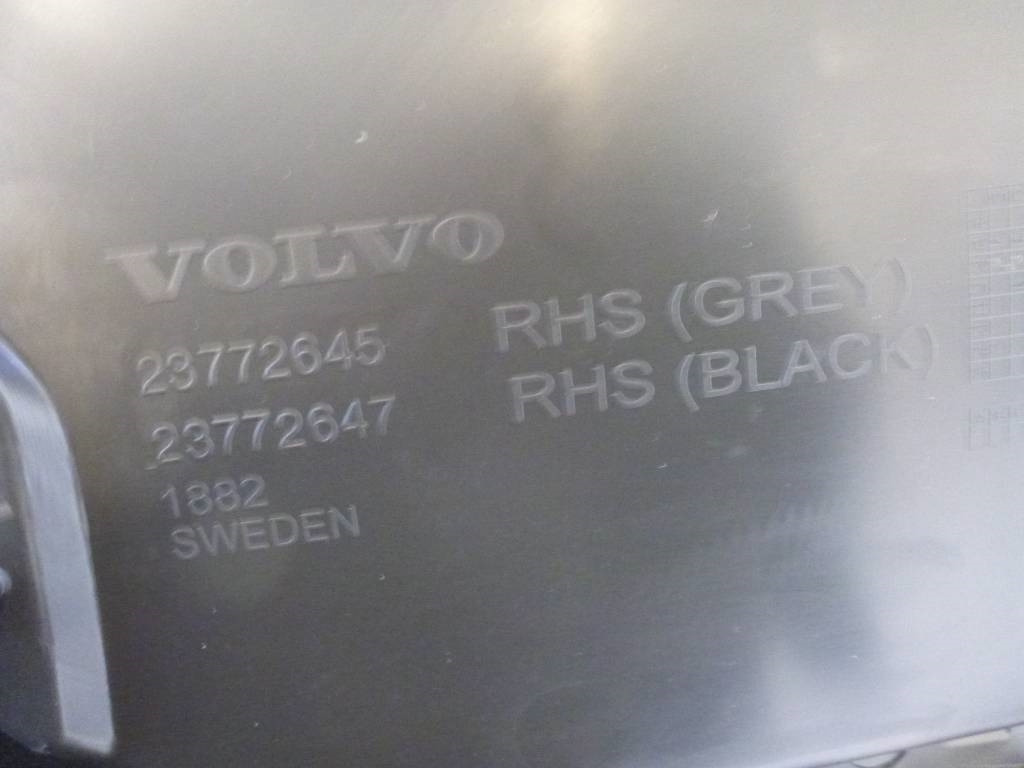 VOLVO
23772645 RHS (GREY)
23772647 RHS (BLACK)
1882
SWEDEN